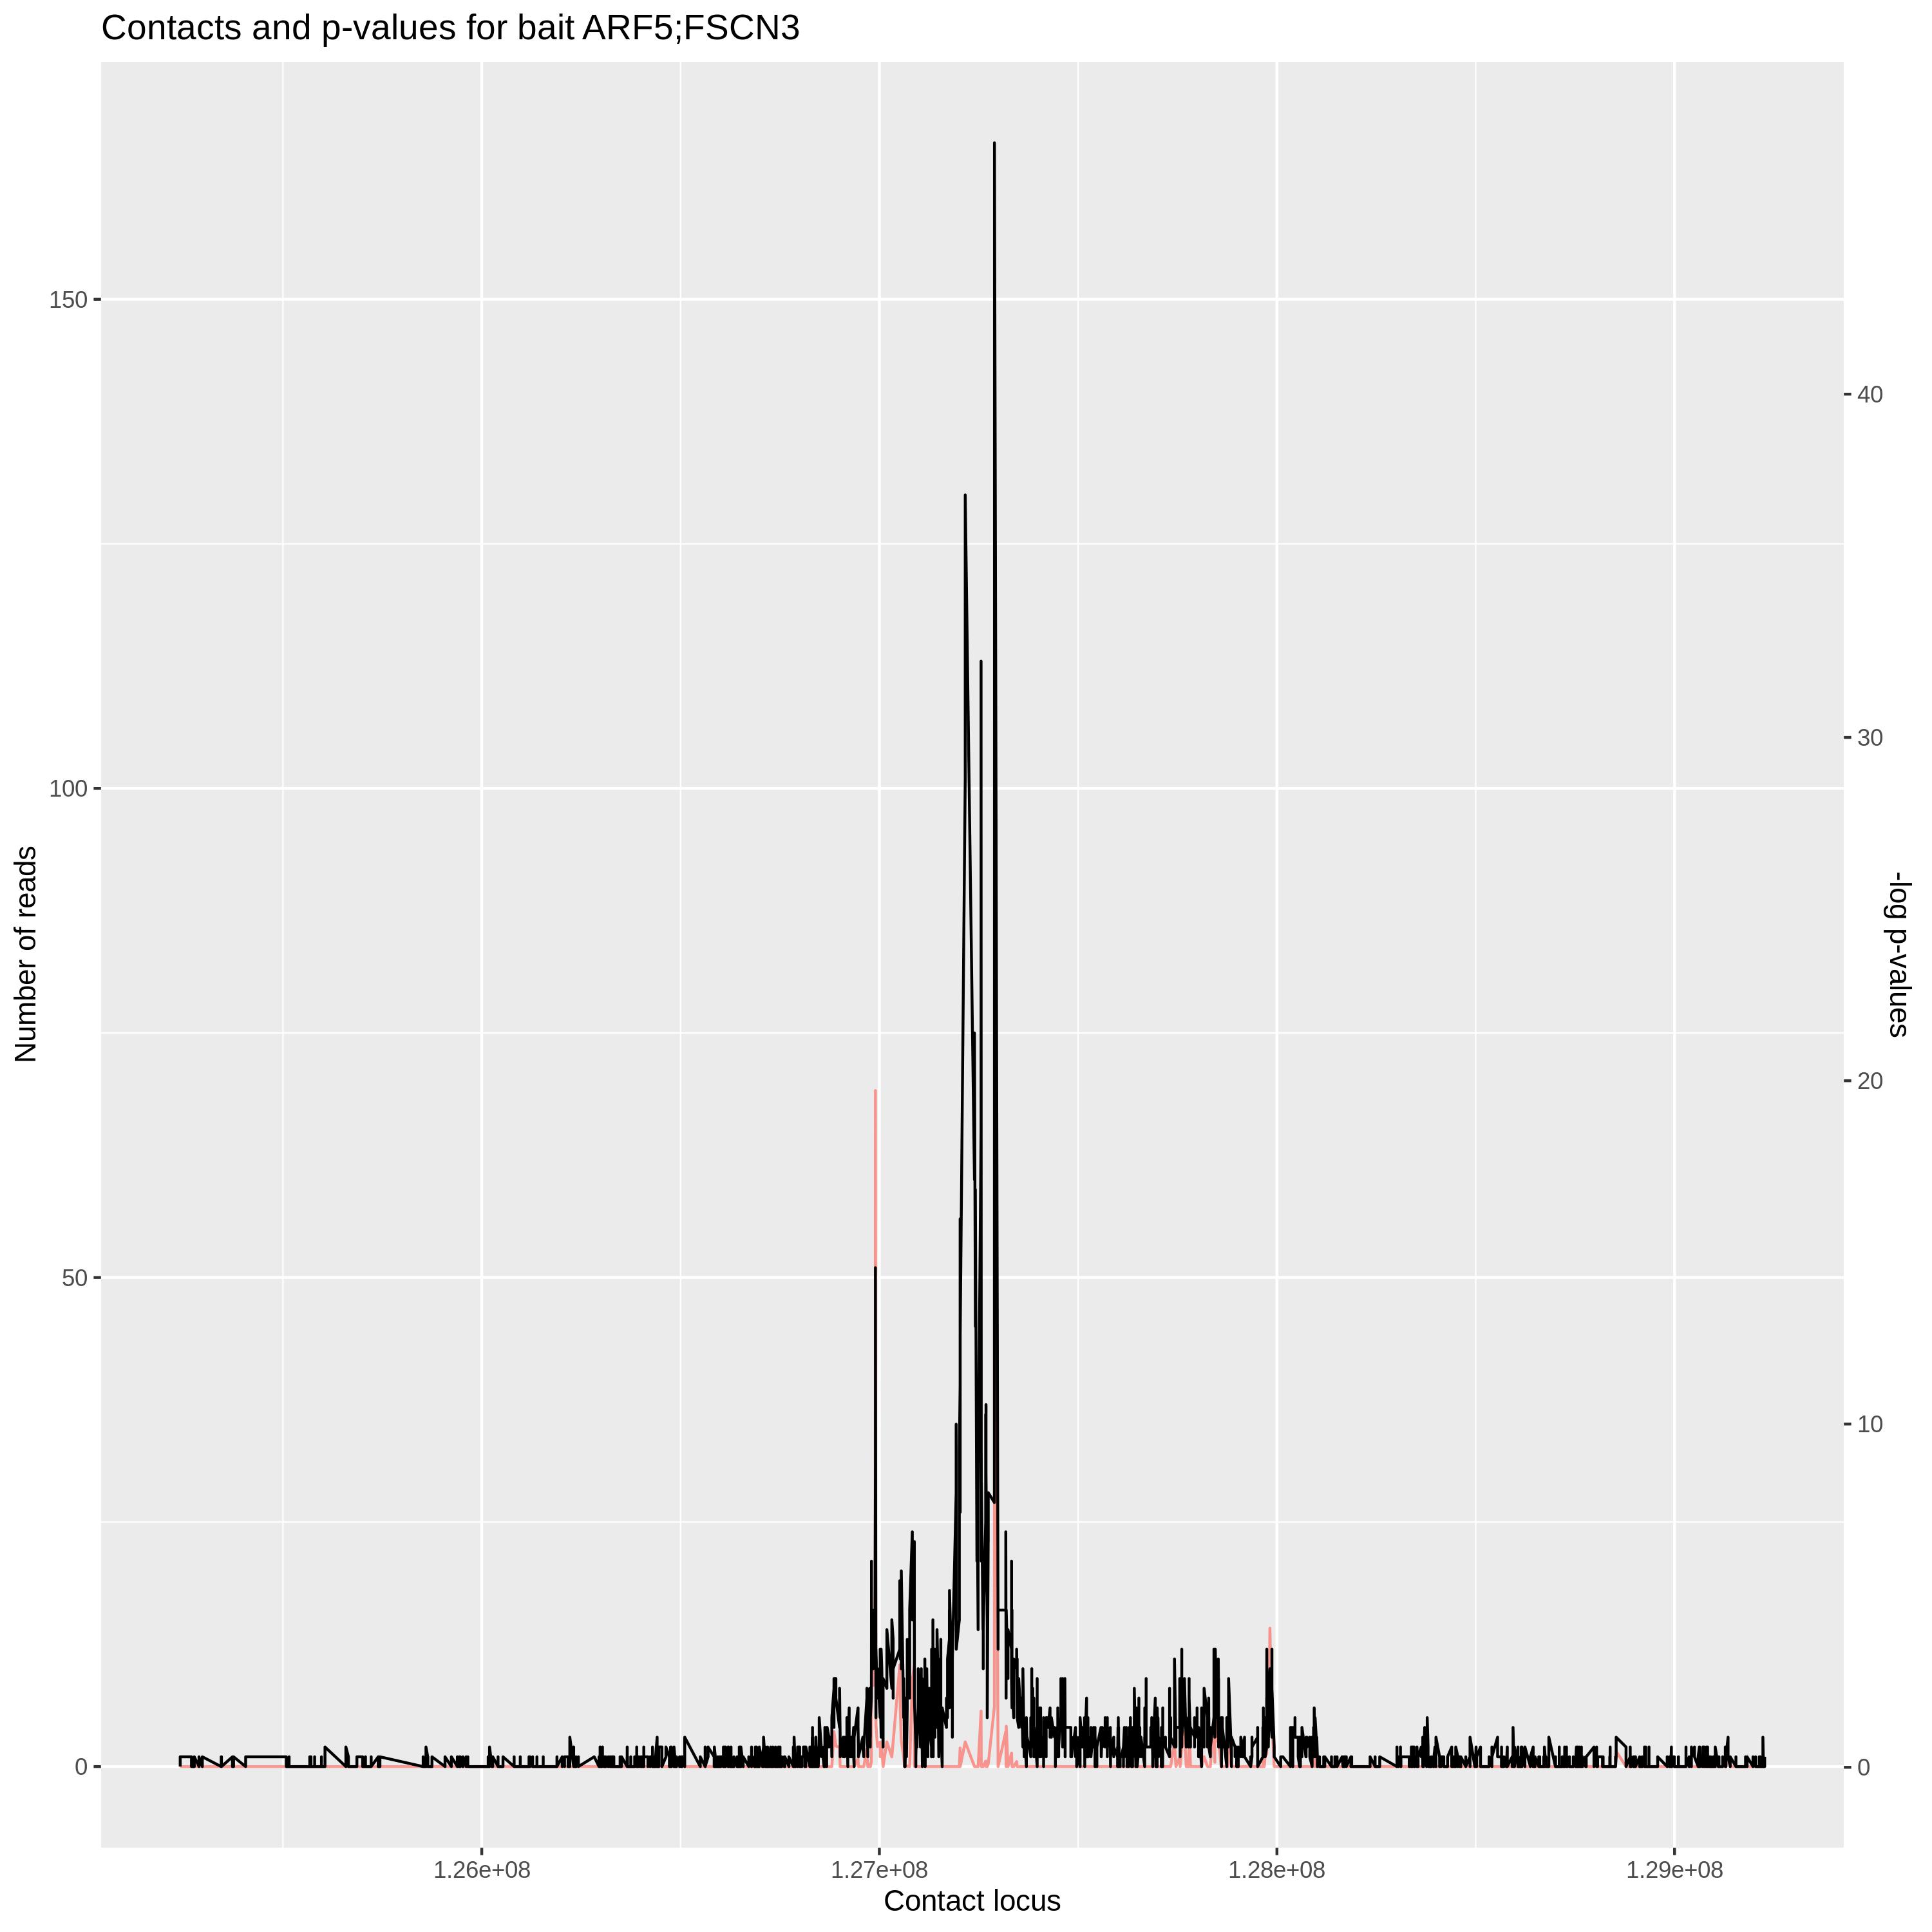 Contacts and p-values for bait ARF5;FSCN3
150
100
50
0
Number of reads
40
30
20
10
0
-log p-values
1.26e+08
1.27e+08
1.28e+08
1.29e+08
Contact locus